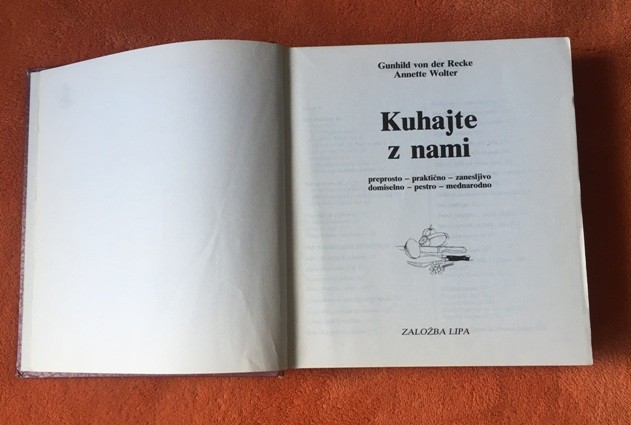 Gunhild von der Recke
Annette Wolter
Kuhajte
z nami
preprosto – praktično – zanesljivo
domiselno – pestro – mednarodno
ZALOŽBA LIPA